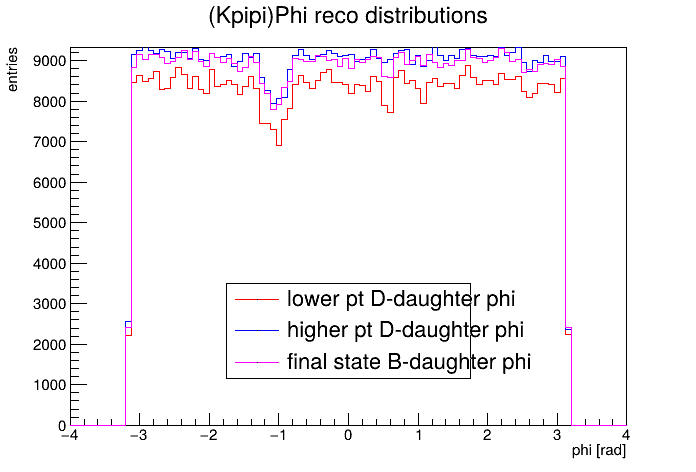 (Kpipi)Phi reco distributions
entries
9000
8000
7000
6000
5000
4000
3000
2000
1000
0
lower pt D-daughter phi
higher pt D-daughter phi
final state B-daughter phi
−4 −3 −2 −1 0 1 2 3 4
phi [rad]